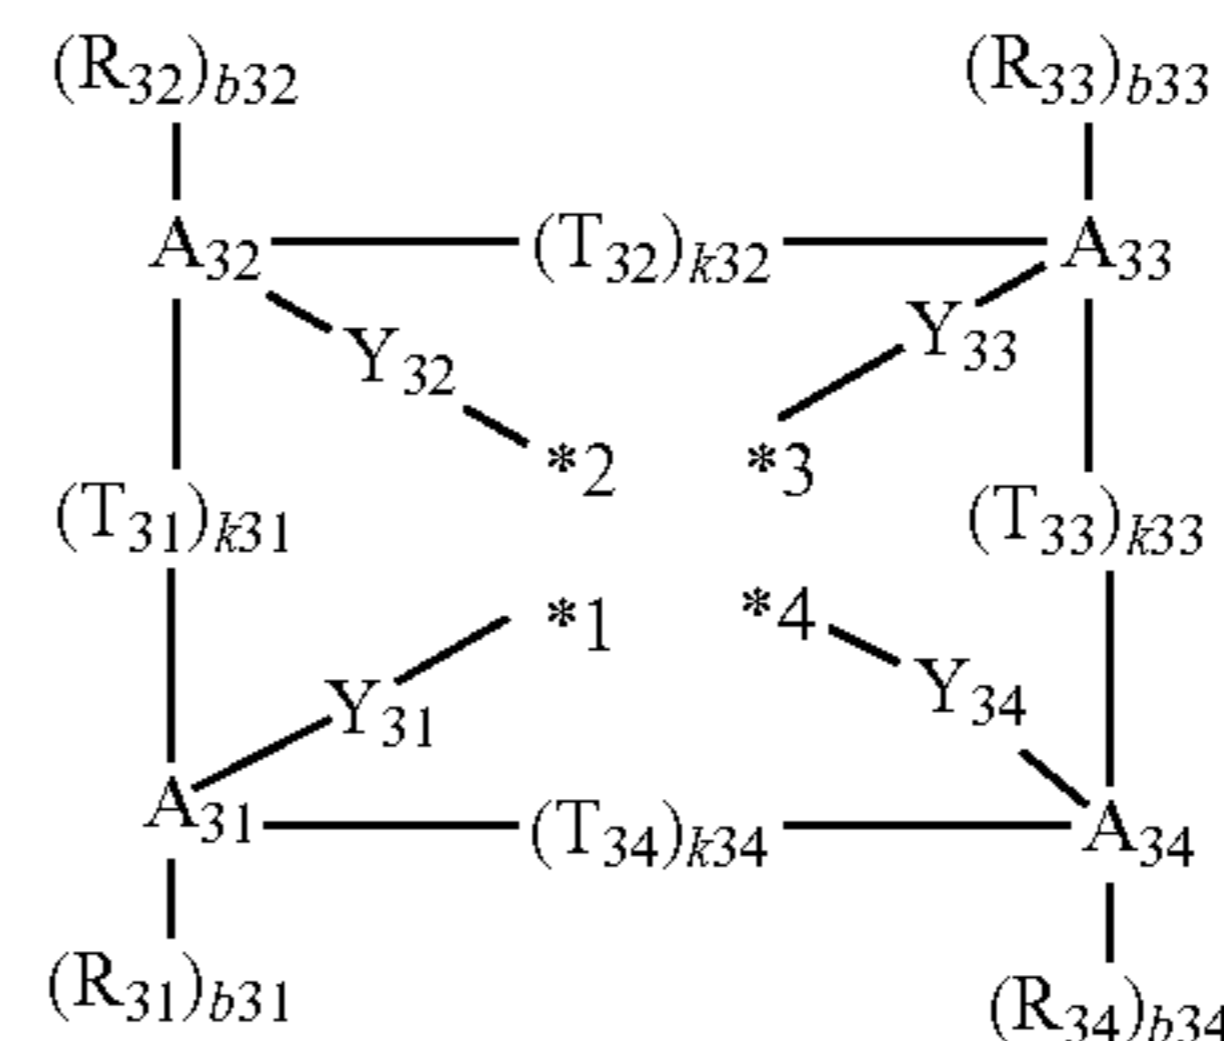 (R32)b32 (R33)b33
A32 (T32)k32 A33
Y32 Y33
*2 *3
(T31)k31 (T33)k33
*1 *4
Y31 Y34
A31 (T34)k34 A34
(R31)b31 (R34)b34